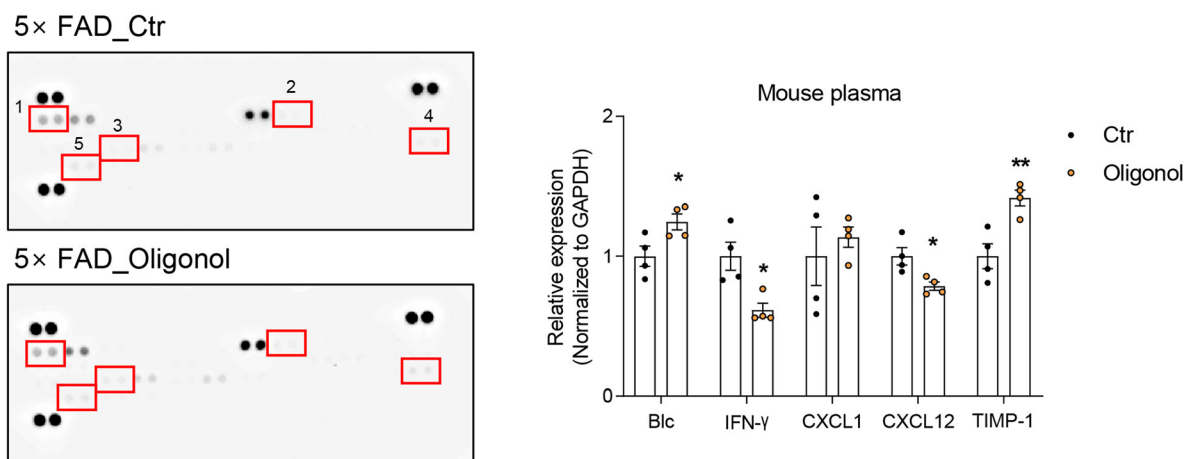 5× FAD_Ctr
1
2
3
4
5
5× FAD_Oligonol
Mouse plasma
Relative expression
(Normalized to GAPDH)
2
1
0
*
*
*
**
Blc
IFN-γ
CXCL1
CXCL12
TIMP-1
Ctr
Oligonol